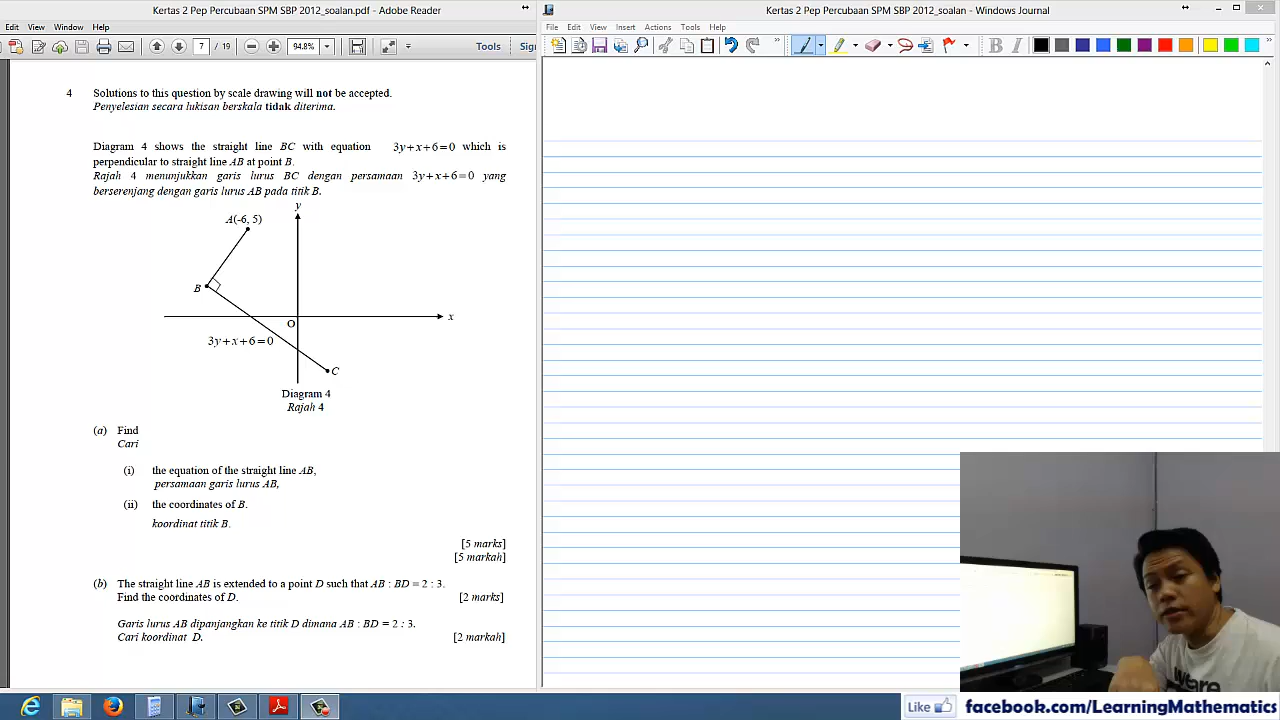 Kertas 2 Pep Percubaan SPM SBP 2012_soalan.pdf - Adobe Reader
Edit View Window Help
7 / 19 94.8% Tools
4 Solutions to this question by scale drawing will not be accepted.
Penyelesian secara lukisan berskala tidak diterima.
Diagram 4 shows the straight line BC with equation 3y+x+6=0 which is
perpendicular to straight line AB at point B.
Rajah 4 menunjukkan garis lurus BC dengan persamaan 3y+x+6=0 yang
berserenjang dengan garis lurus AB pada titik B.
y
A(-6, 5)
B
O
x
3y+x+6=0
C
Diagram 4
Rajah 4
(a) Find
Cari
(i) the equation of the straight line AB,
persamaan garis lurus AB,
(ii) the coordinates of B.
koordinat titik B.
[5 marks]
[5 markah]
(b) The straight line AB is extended to a point D such that AB : BD = 2 : 3.
Find the coordinates of D. [2 marks]
Garis lurus AB dipanjangkan ke titik D dimana AB : BD = 2 : 3.
Cari koordinat D. [2 markah]
Kertas 2 Pep Percubaan SPM SBP 2012_soalan - Windows Journal
File Edit View Insert Actions Tools Help
B I
Like facebook.com/LearningMathematics